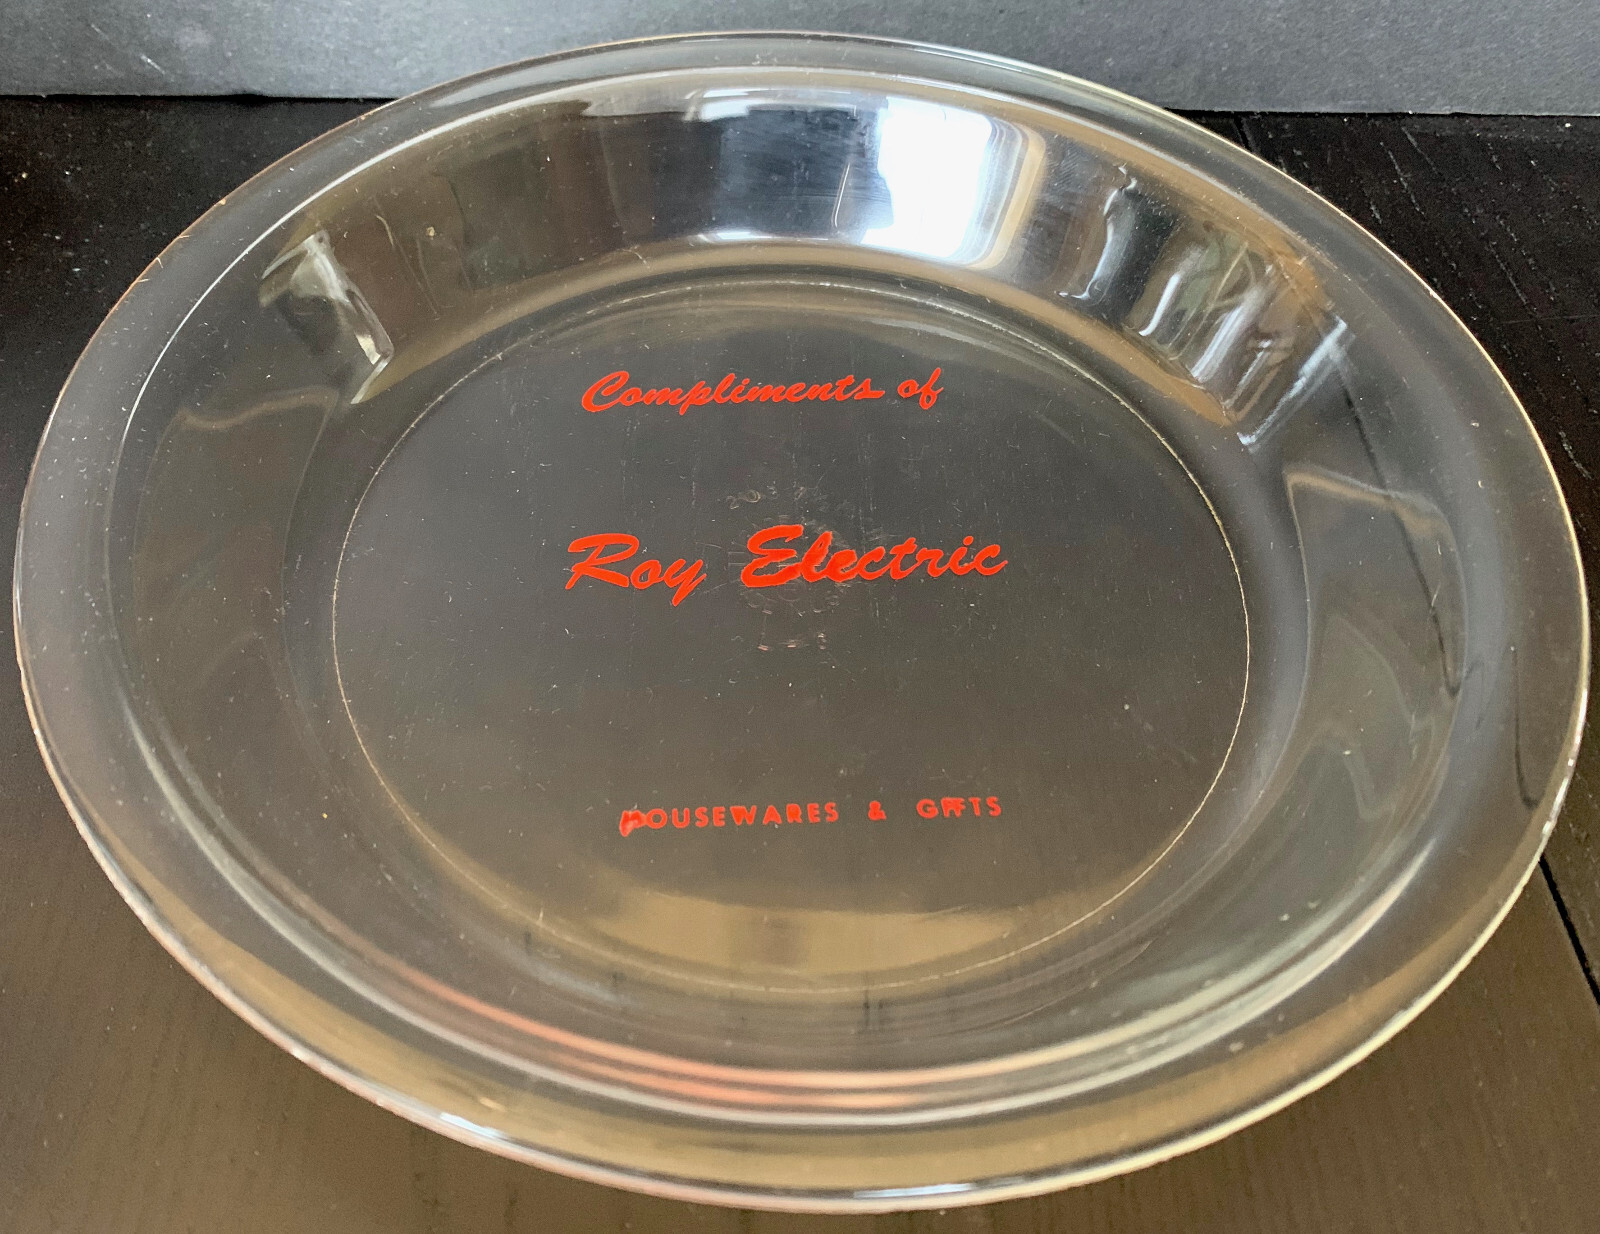 Compliments of
Roy Electric
HOUSEWARES & GIFTS